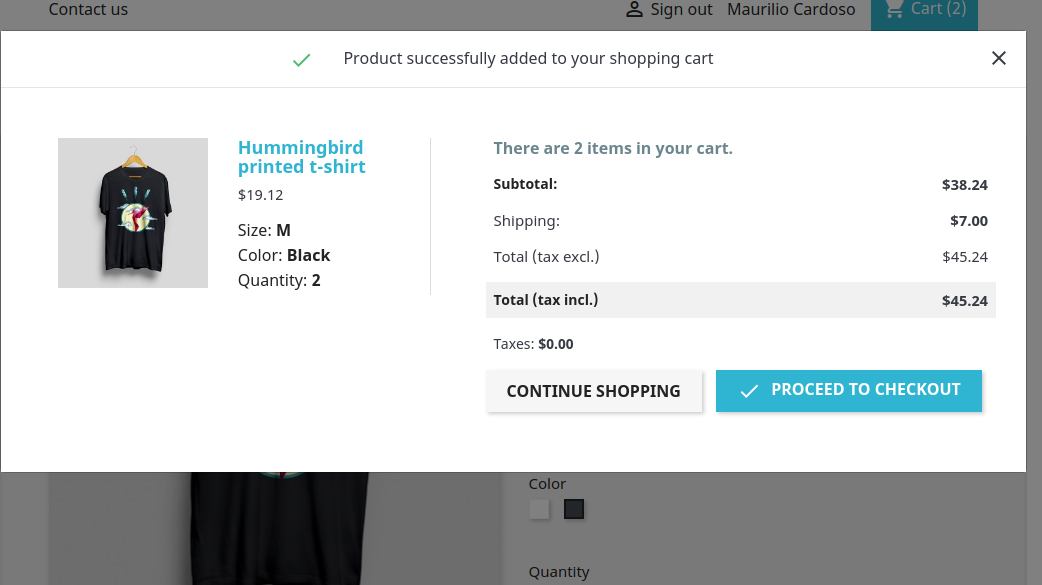 Contact us
Sign out
Maurilio Cardoso
Cart (2)
Product successfully added to your shopping cart
Hummingbird
printed t-shirt
$19.12
Size: M
Color: Black
Quantity: 2
There are 2 items in your cart.
Subtotal: $38.24
Shipping: $7.00
Total (tax excl.) $45.24
Total (tax incl.) $45.24
Taxes: $0.00
CONTINUE SHOPPING
PROCEED TO CHECKOUT
Color
Quantity